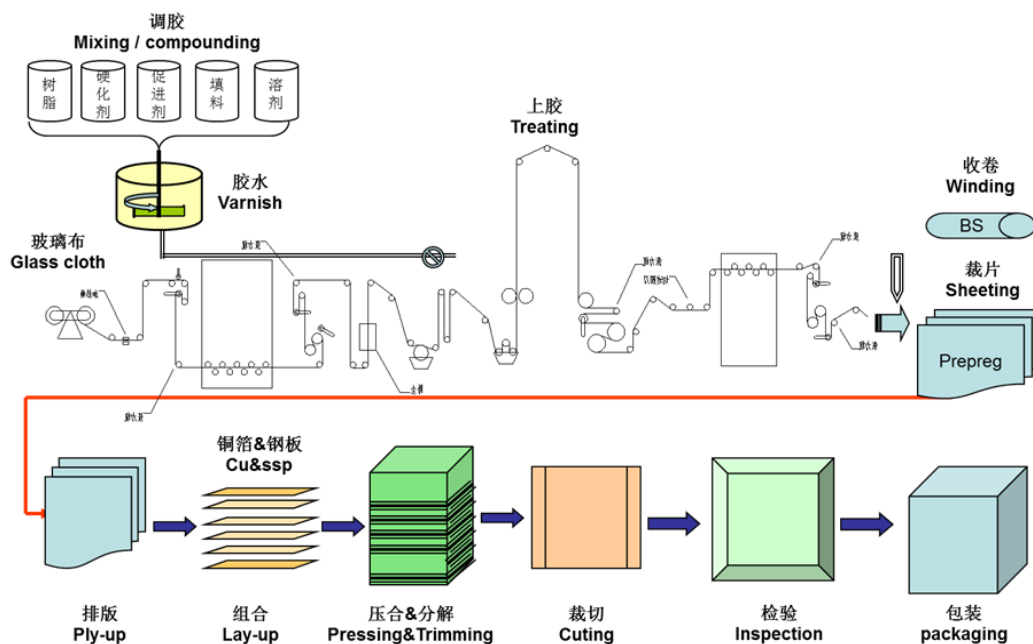 调胶
Mixing / compounding
树脂
硬化剂
促进剂
填料
溶剂
上胶
Treating
胶水
Varnish
收卷
Winding
BS
玻璃布
Glass cloth
裁片
Sheeting
Prepreg
铜箔&钢板
Cu&ssp
排版
Ply-up
组合
Lay-up
压合&分解
Pressing&Trimming
裁切
Cuting
检验
Inspection
包装
packaging